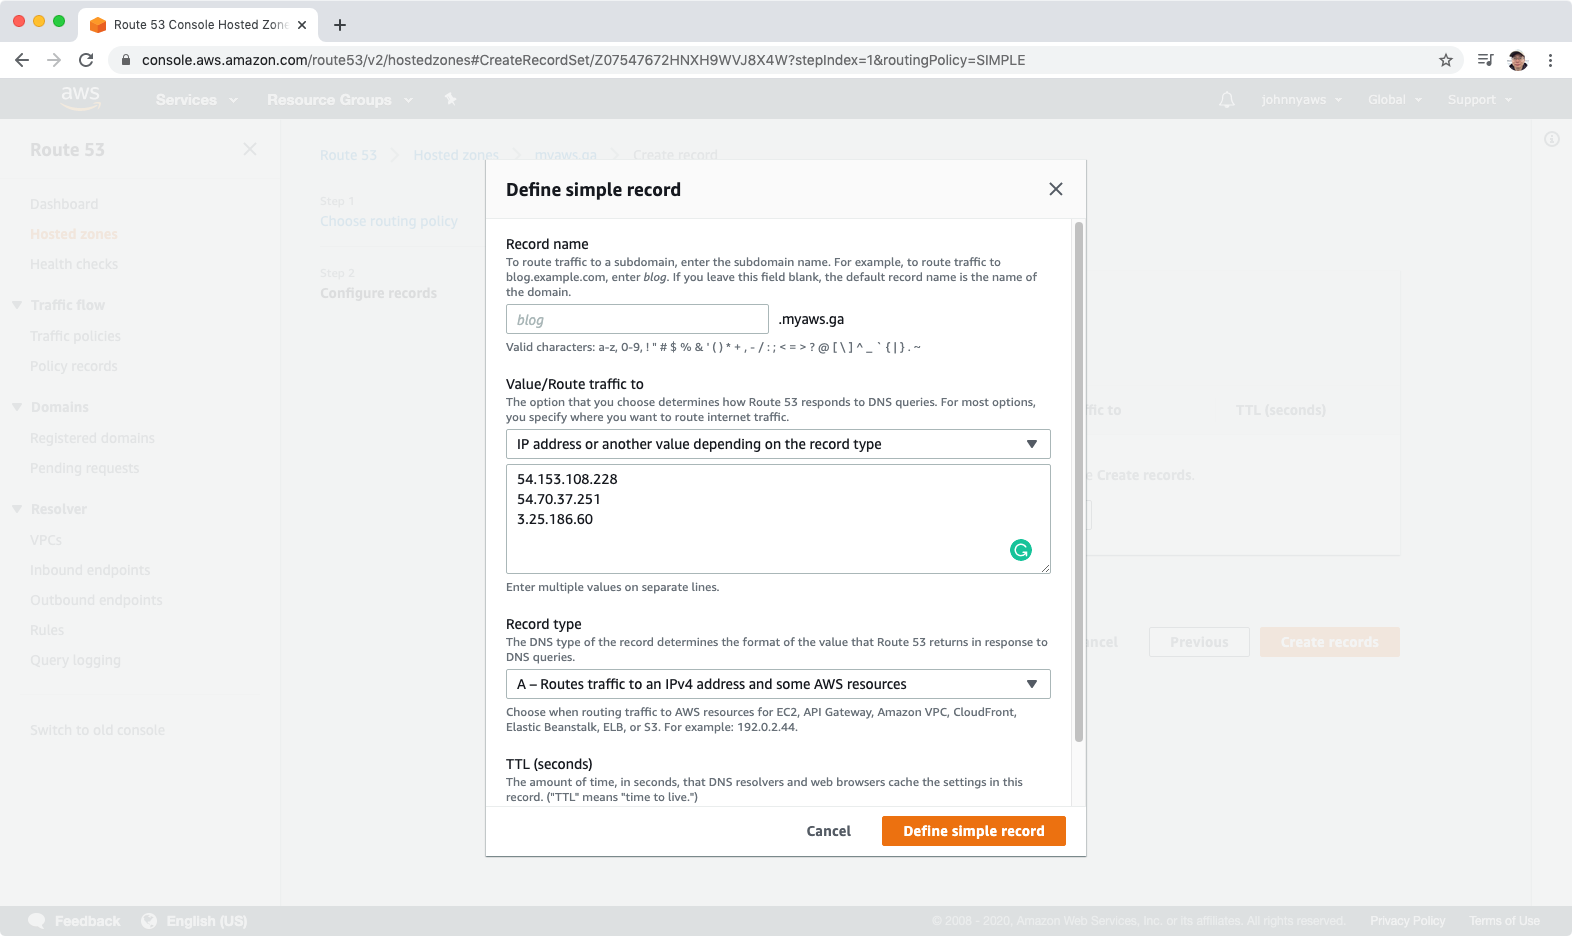 Route 53 Console Hosted Zone
console.aws.amazon.com/route53/v2/hostedzones#CreateRecordSet/Z07547672HNXH9WVJ8X4W?stepIndex=1&routingPolicy=SIMPLE
aws
Services
Resource Groups
johnnyaws
Global
Support
Route 53
Dashboard
Hosted zones
Health checks
Traffic flow
Traffic policies
Policy records
Domains
Registered domains
Pending requests
Resolver
VPCs
Inbound endpoints
Outbound endpoints
Rules
Query logging
Switch to old console
Route 53 Hosted zones myaws.ga Create record
Step 1
Choose routing policy
Step 2
Configure records
Define simple record
Record name
To route traffic to a subdomain, enter the subdomain name. For example, to route traffic to
blog.example.com, enter blog. If you leave this field blank, the default record name is the name of
the domain.
blog
.myaws.ga
Valid characters: a-z, 0-9, ! " # $ % & ' ( ) * + , - / : ; < = > ? @ [ \ ] ^ _ ` { | } . ~
Value/Route traffic to
The option that you choose determines how Route 53 responds to DNS queries. For most options,
you specify where you want to route internet traffic.
IP address or another value depending on the record type
54.153.108.228
54.70.37.251
3.25.186.60
Enter multiple values on separate lines.
Record type
The DNS type of the record determines the format of the value that Route 53 returns in response to
DNS queries.
A – Routes traffic to an IPv4 address and some AWS resources
Choose when routing traffic to AWS resources for EC2, API Gateway, Amazon VPC, CloudFront,
Elastic Beanstalk, ELB, or S3. For example: 192.0.2.44.
TTL (seconds)
The amount of time, in seconds, that DNS resolvers and web browsers cache the settings in this
record. ("TTL" means "time to live.")
Cancel
Define simple record
ffic to
TTL (seconds)
e Create records.
ncel
Previous
Create records
Feedback
English (US)
© 2008 - 2020, Amazon Web Services, Inc. or its affiliates. All rights reserved.
Privacy Policy
Terms of Use